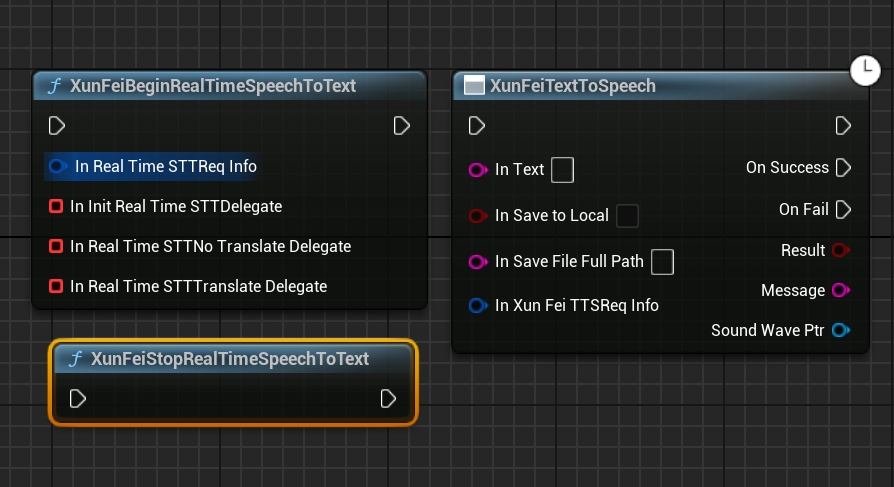 XunFeiBeginRealTimeSpeechToText
In Real Time STTReq Info
In Init Real Time STTDelegate
In Real Time STTNo Translate Delegate
In Real Time STTTranslate Delegate
XunFeiStopRealTimeSpeechToText
XunFeiTextToSpeech
In Text
On Success
In Save to Local
On Fail
In Save File Full Path
Result
In Xun Fei TTSReq Info
Message
Sound Wave Ptr